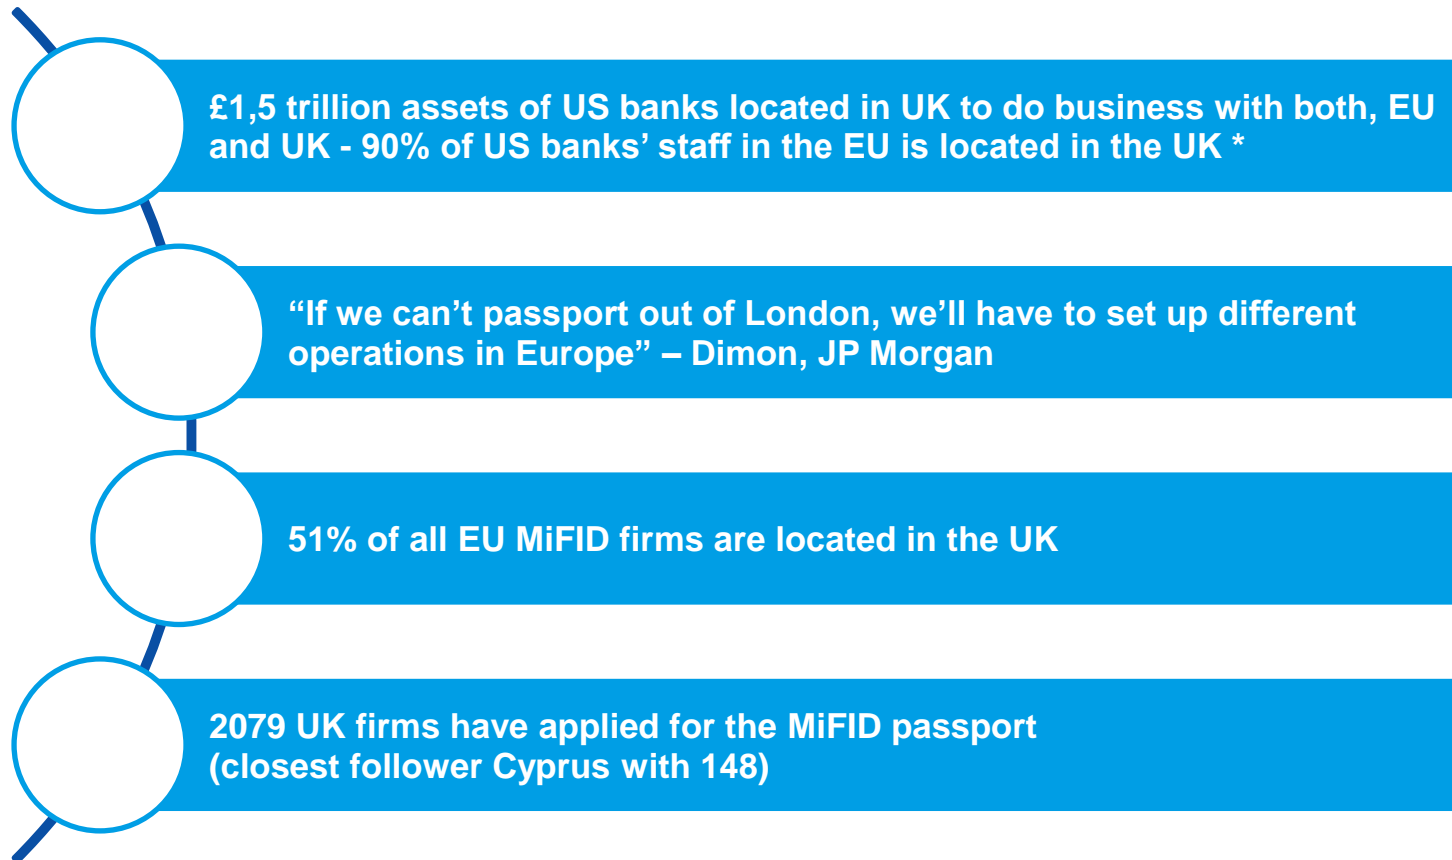 £1,5 trillion assets of US banks located in UK to do business with both, EU
and UK - 90% of US banks’ staff in the EU is located in the UK *
“If we can’t passport out of London, we’ll have to set up different
operations in Europe” – Dimon, JP Morgan
51% of all EU MiFID firms are located in the UK
2079 UK firms have applied for the MiFID passport
(closest follower Cyprus with 148)